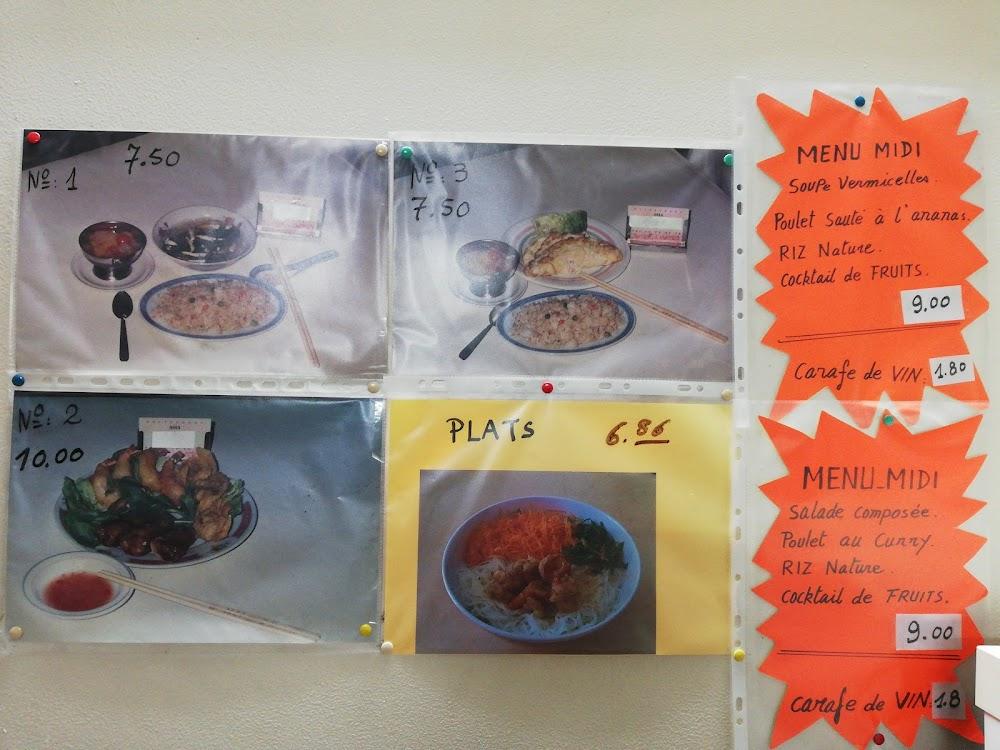 Nº: 1
7.50
Nº: 3
7.50
Nº: 2
10.00
PLATs
6.86
MENU MIDI
Soupe Vermicelles.
Poulet Sauté à l'ananas.
RIZ Nature.
Cocktail de FRUITS.
9.00
Carafe de VIN: 1.80
MENU_MIDI
Salade Composée.
Poulet au Curry.
RIZ Nature.
Cocktail de FRUITS.
9.00
Carafe de VIN: 1.8